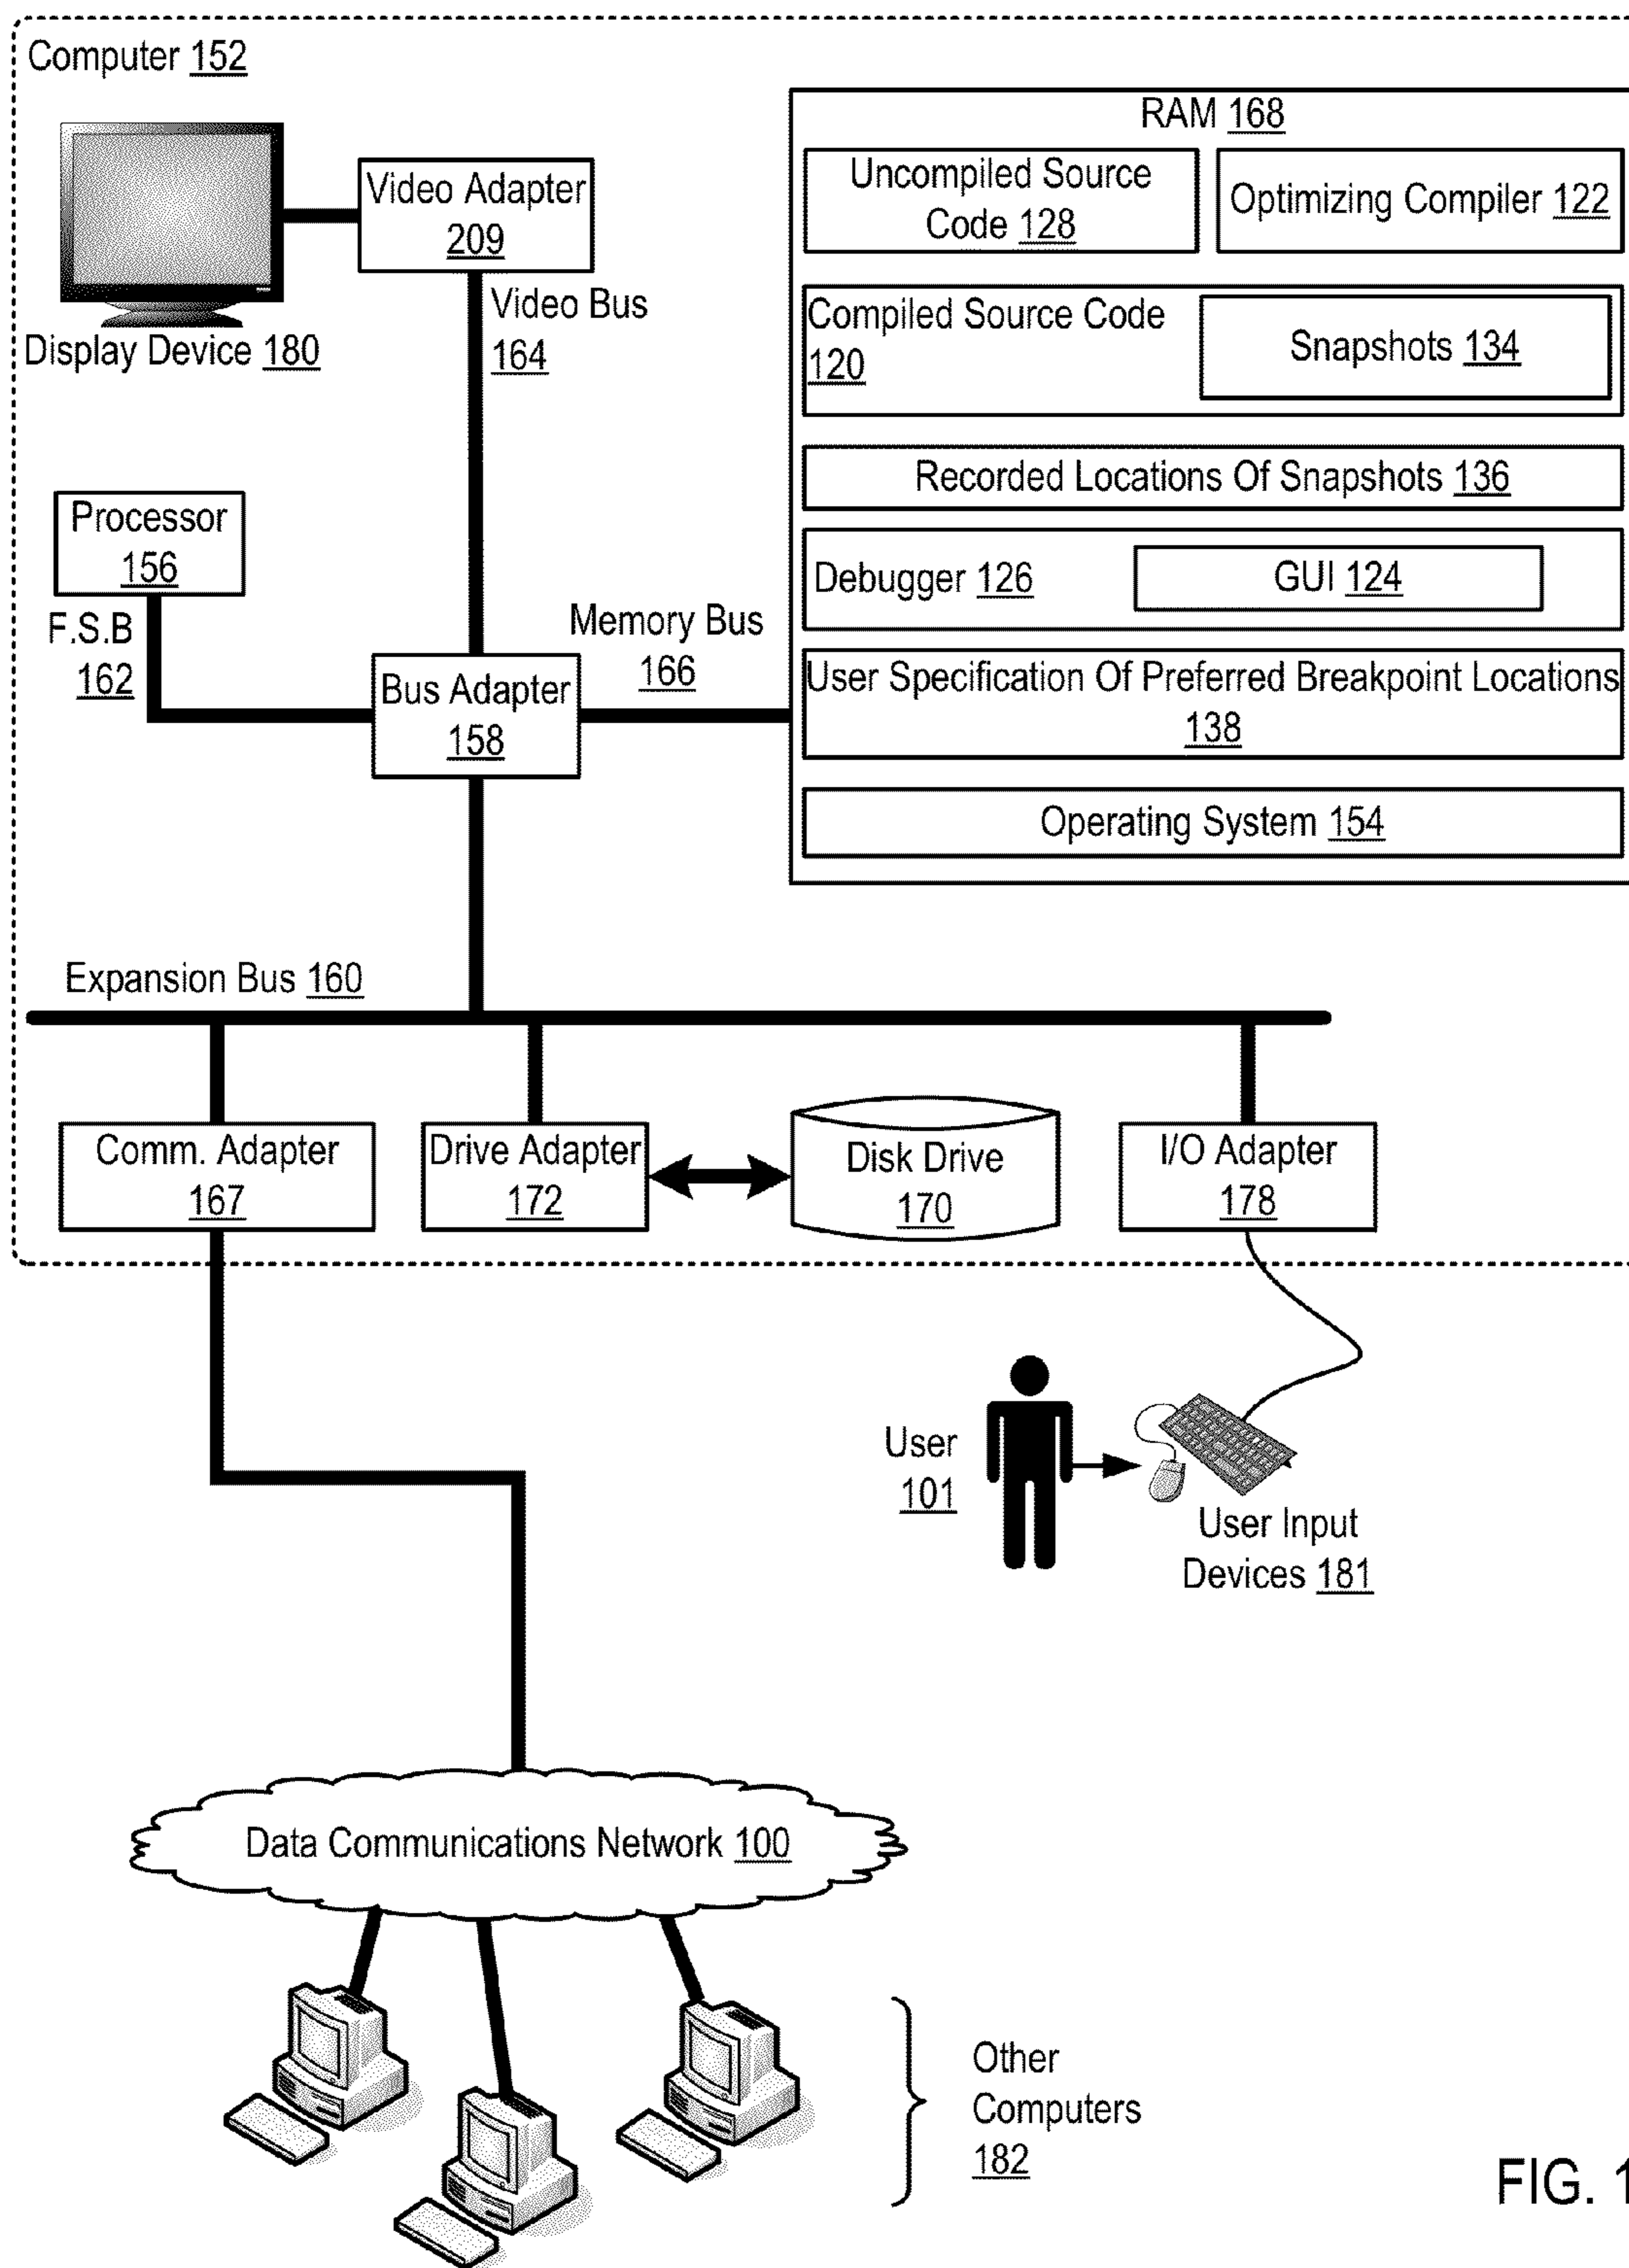 Computer 152
RAM 168
Uncompiled Source
Code 128
Optimizing Compiler 122
Video Adapter
209
Video Bus
164
Display Device 180
Compiled Source Code
120
Snapshots 134
Recorded Locations Of Snapshots 136
Processor
156
F.S.B
162
Debugger 126
GUI 124
Memory Bus
166
Bus Adapter
158
User Specification Of Preferred Breakpoint Locations
138
Operating System 154
Expansion Bus 160
Comm. Adapter
167
Drive Adapter
172
Disk Drive
170
I/O Adapter
178
User
101
User Input
Devices 181
Data Communications Network 100
Other
Computers
182
FIG. 1